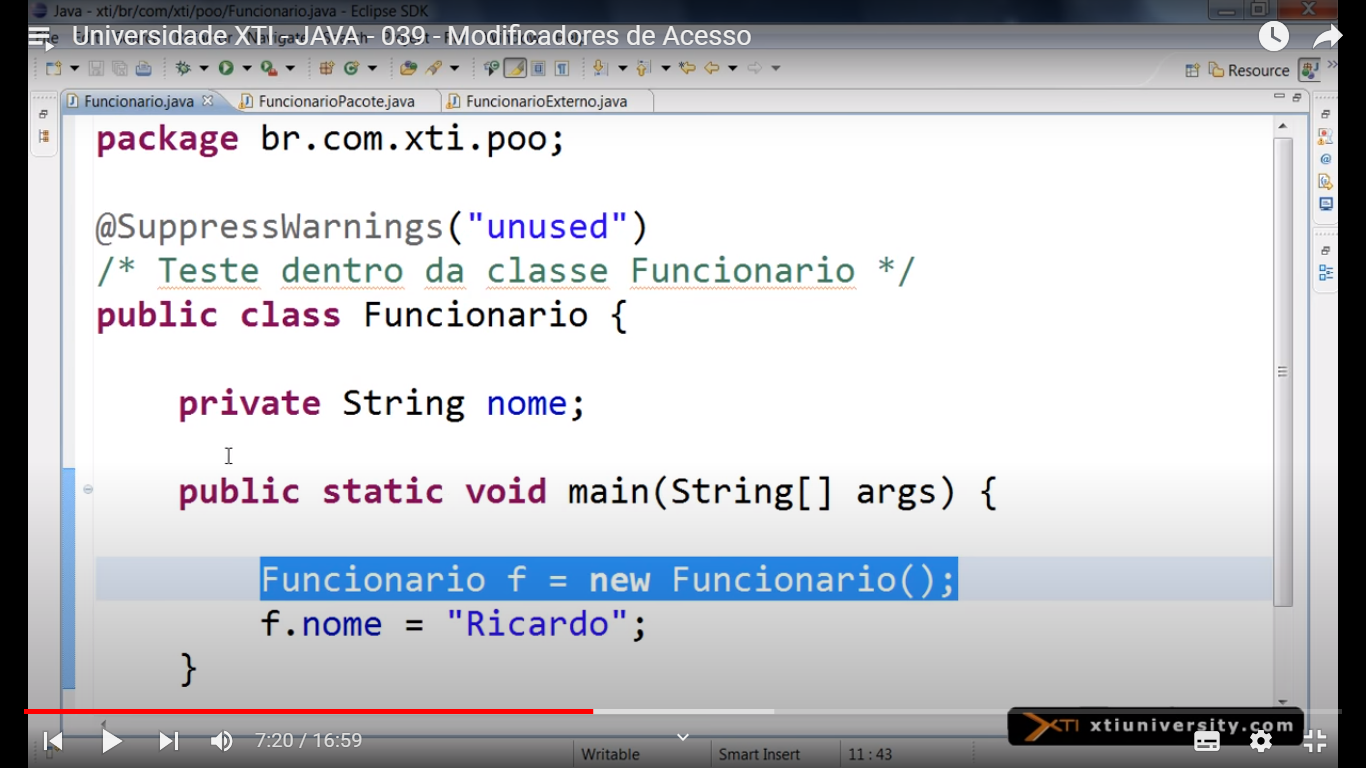 Java - xti/br/com/xti/poo/Funcionario.java - Eclipse SDK
Universidade XTI - JAVA - 039 - Modificadores de Acesso
Resource
Funcionario.java
FuncionarioPacote.java
FuncionarioExterno.java
package br.com.xti.poo;
@SuppressWarnings("unused")
/* Teste dentro da classe Funcionario */
public class Funcionario {
private String nome;
public static void main(String[] args) {
Funcionario f = new Funcionario();
f.nome = "Ricardo";
}
XTI xtiuniversity.com
7:20 / 16:59
Writable
Smart Insert
11 : 43